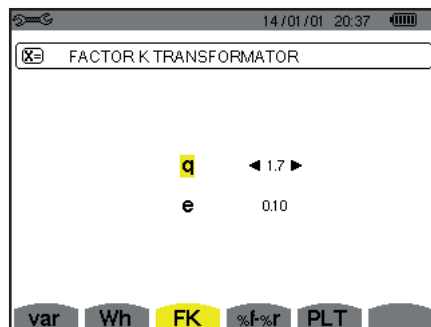 14/01/01 20:37
X= FACTOR K TRANSFORMATOR
q ◄ 1.7 ►
e 0.10
var Wh FK %f-%r PLT